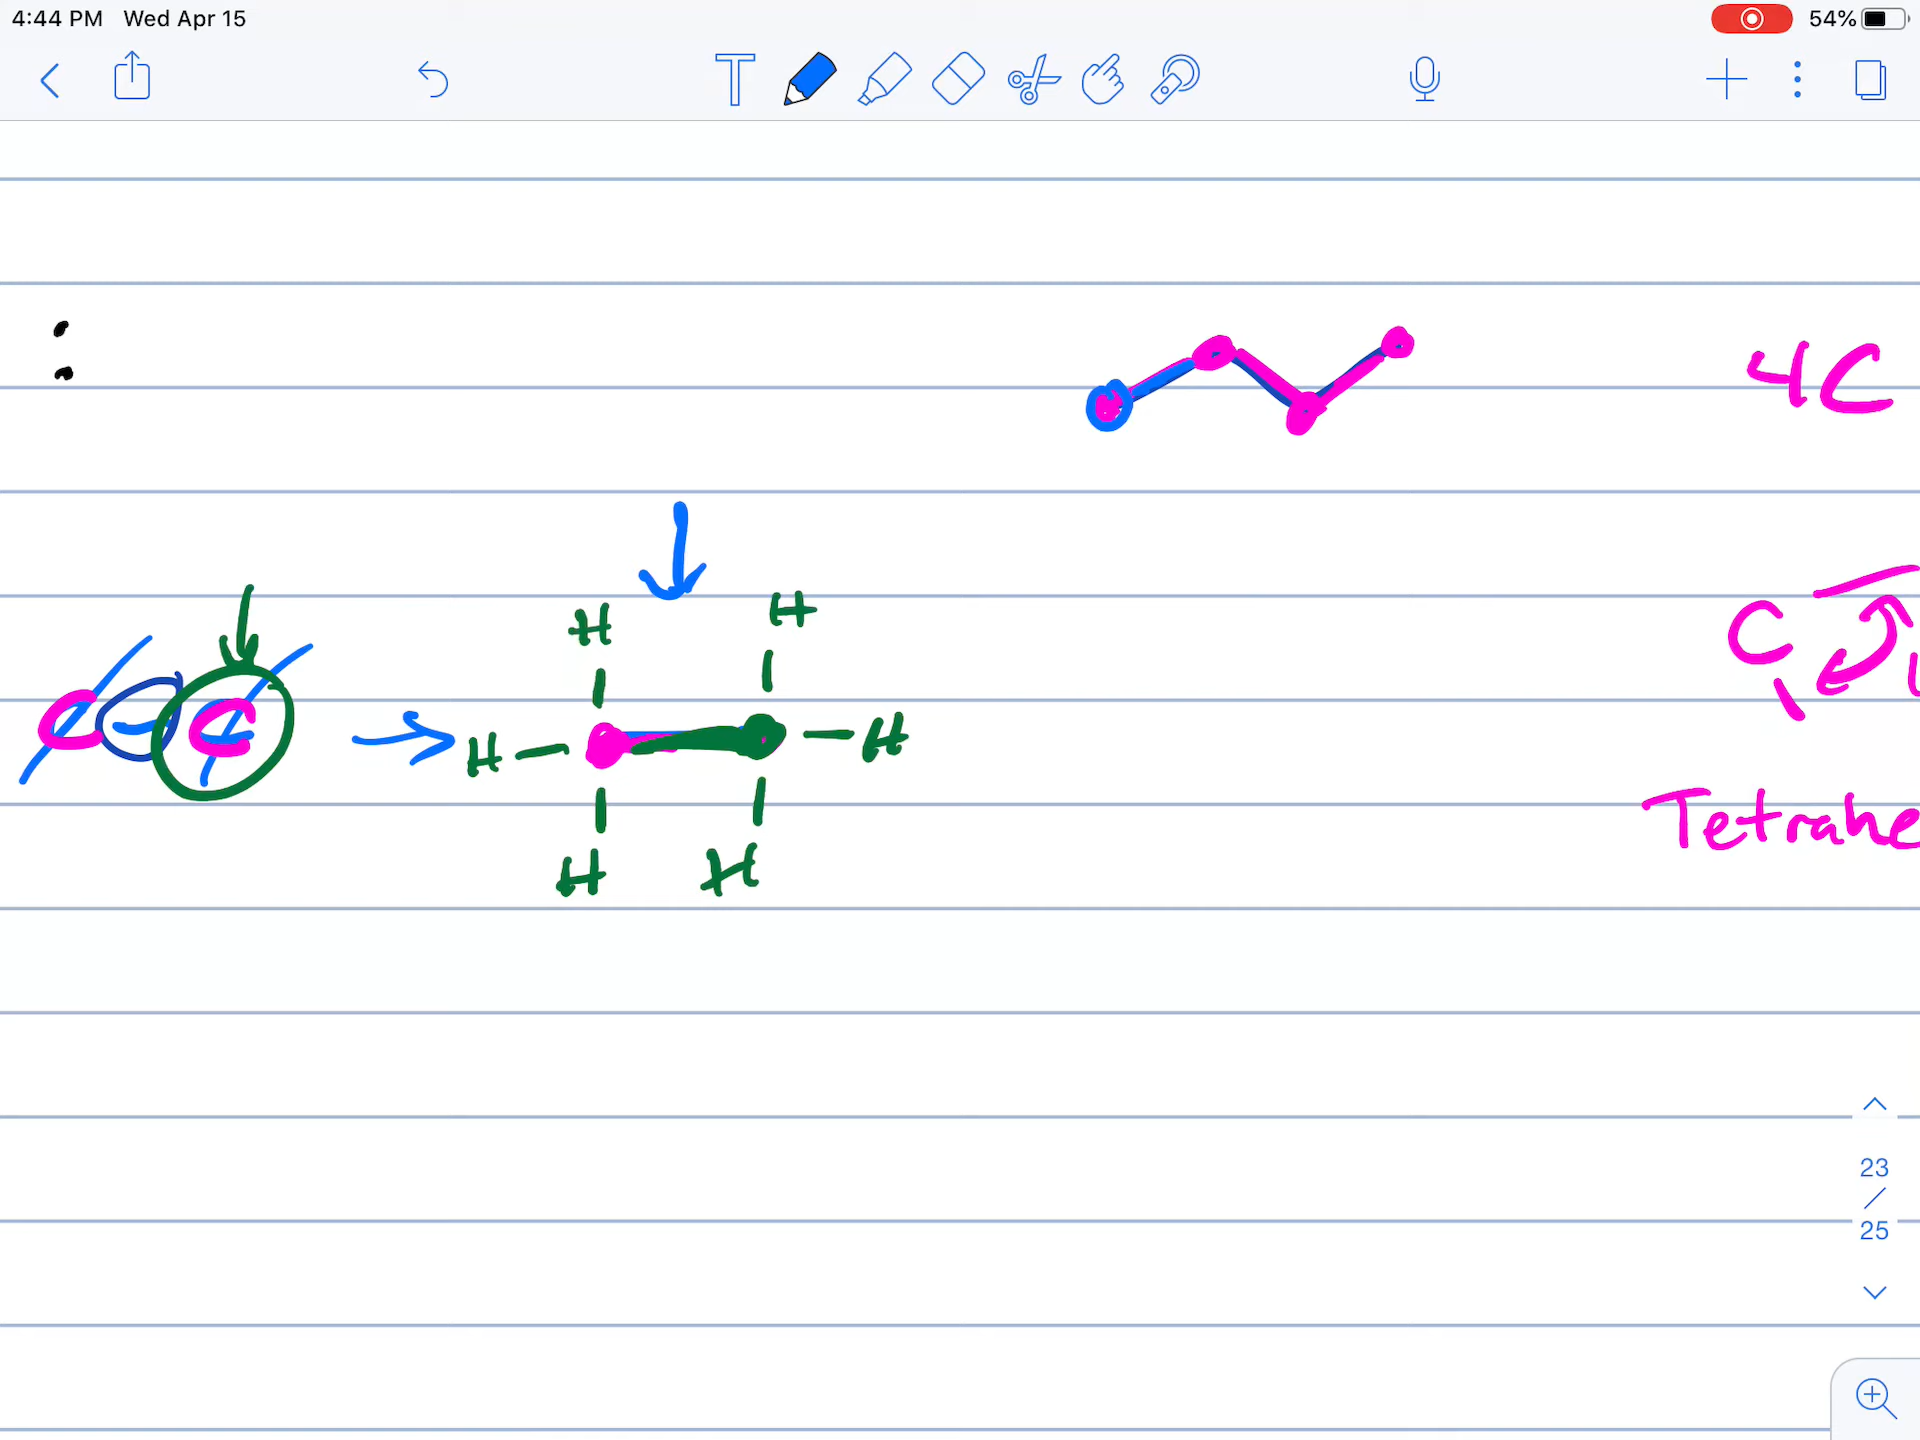 4:44 PM Wed Apr 15 54%
T
:
4C
H H
C
C - C → H - - H
H H
Tetrahe
23
/
25